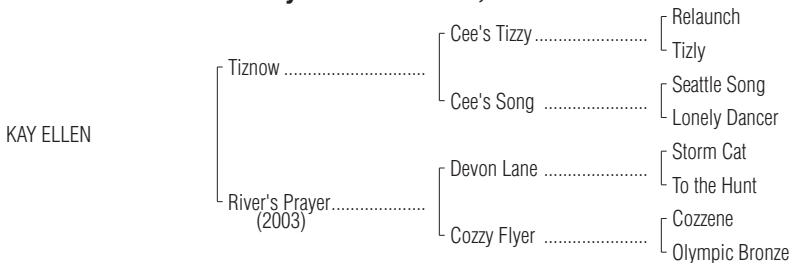 Relaunch
Cee's Tizzy ........................
Tizly
Tiznow .............................
Seattle Song
Cee's Song ......................
Lonely Dancer
KAY ELLEN
Storm Cat
Devon Lane ......................
To the Hunt
River's Prayer....................
(2003)
Cozzene
Cozzy Flyer ......................
Olympic Bronze